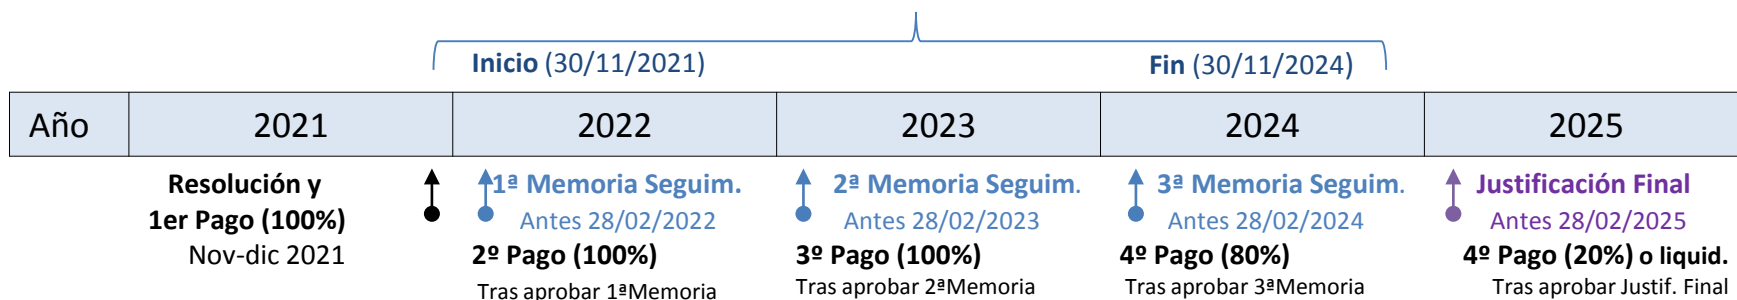 Inicio (30/11/2021) Fin (30/11/2024)
Año 2021 2022 2023 2024 2025
Resolución y
1er Pago (100%)
Nov-dic 2021
1ª Memoria Seguim.
Antes 28/02/2022
2º Pago (100%)
Tras aprobar 1ªMemoria
2ª Memoria Seguim.
Antes 28/02/2023
3º Pago (100%)
Tras aprobar 2ªMemoria
3ª Memoria Seguim.
Antes 28/02/2024
4º Pago (80%)
Tras aprobar 3ªMemoria
Justificación Final
Antes 28/02/2025
4º Pago (20%) o liquid.
Tras aprobar Justif. Final